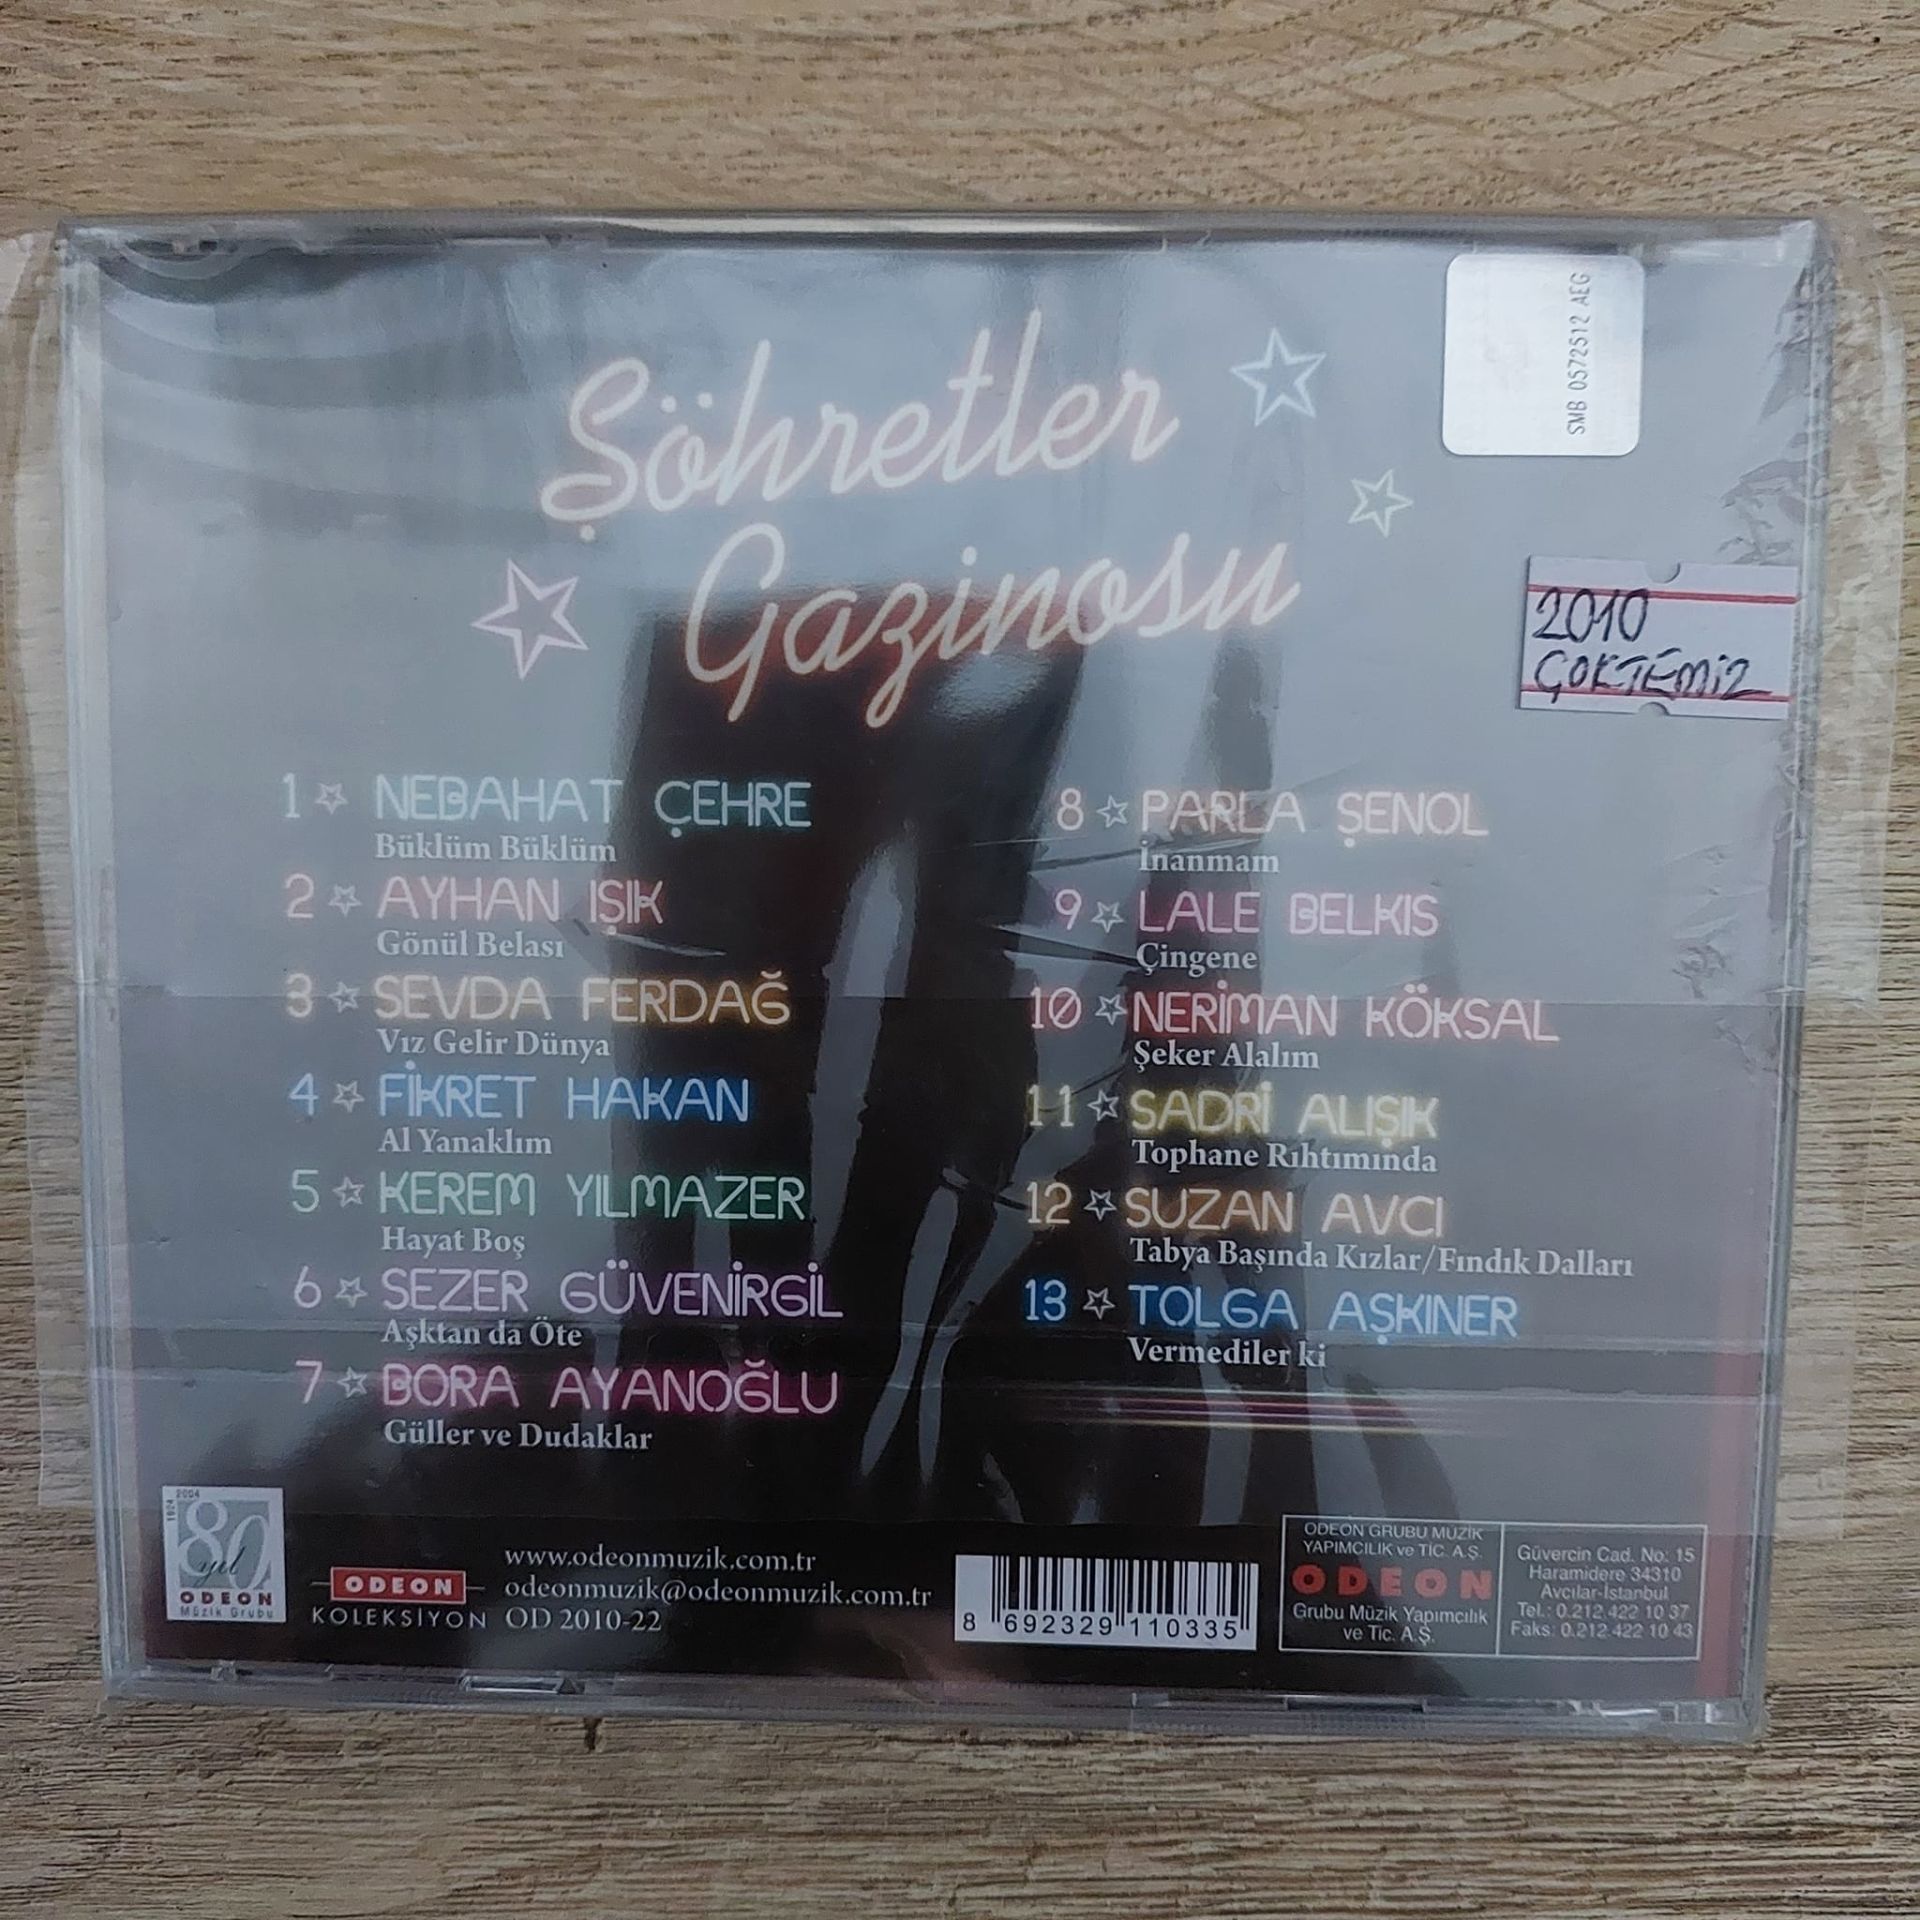 SMB 0572512 AEG
Şöhretler
Gazinosu
2010
ÇOKTEMİZ
1 NEBAHAT ÇEHRE
Büklüm Büklüm
2 AYHAN IŞIK
Gönül Belası
3 SEVDA FERDAĞ
Vız Gelir Dünya
4 FİKRET HAKAN
Al Yanaklım
5 KEREM YILMAZER
Hayat Boş
6 SEZER GÜVENİRGİL
Aşktan da Öte
7 BORA AYANOĞLU
Güller ve Dudaklar
8 PARLA ŞENOL
İnanmam
9 LALE BELKIS
Çingene
10 NERİMAN KÖKSAL
Şeker Alalım
11 SADRİ ALIŞIK
Tophane Rıhtımında
12 SUZAN AVCI
Tabya Başında Kızlar/Fındık Dalları
13 TOLGA AŞKINER
Vermediler ki
1924 2004
80
yıl
ODEON
Müzik Grubu
ODEON
KOLEKSİYON
www.odeonmuzik.com.tr
odeonmuzik@odeonmuzik.com.tr
OD 2010-22
8 692329 110335
ODEON GRUBU MÜZİK
YAPIMCILIK ve TİC. A.Ş.
ODEON
Grubu Müzik Yapımcılık
ve Tic. A.Ş.
Güvercin Cad. No: 15
Haramidere 34310
Avcılar-İstanbul
Tel.: 0.212 422 10 37
Faks: 0.212 422 10 43